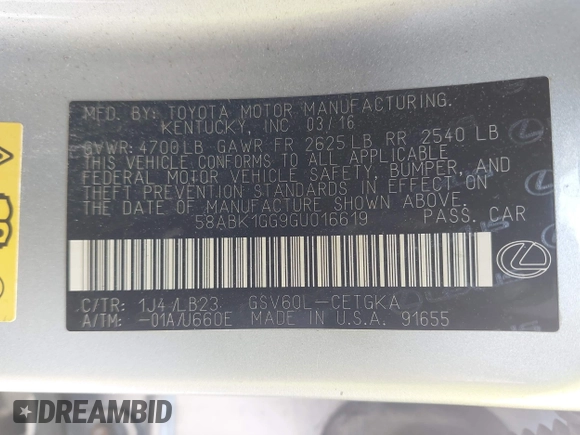 MFD. BY: TOYOTA MOTOR MANUFACTURING.
KENTUCKY, INC 03/16
GVWR: 4700LB GAWR FR 2625LB RR 2540 LB
THIS VEHICLE CONFORMS TO ALL APPLICABLE
FEDERAL MOTOR VEHICLE SAFETY, BUMPER, AND
THEFT PREVENTION STANDARDS IN EFFECT ON
THE DATE OF MANUFACTURE SHOWN ABOVE.
58ABK1GG9GU016619 PASS. CAR
C/TR: 1J4 /LB23 GSV60L-CETGKA
A/TM: -01A/U660E MADE IN U.S.A. 91655
DREAMBID